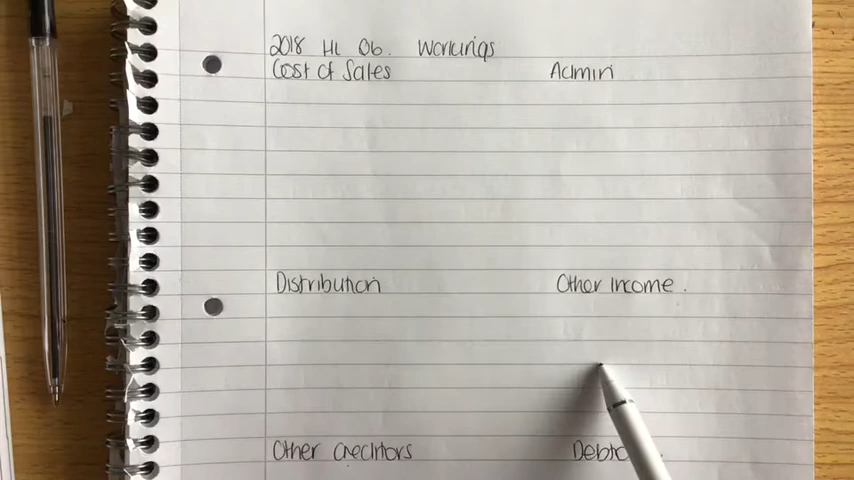 2018 HL Q6. Workings
Cost of Sales Admin
Distribution Other Income.
Other Creditors